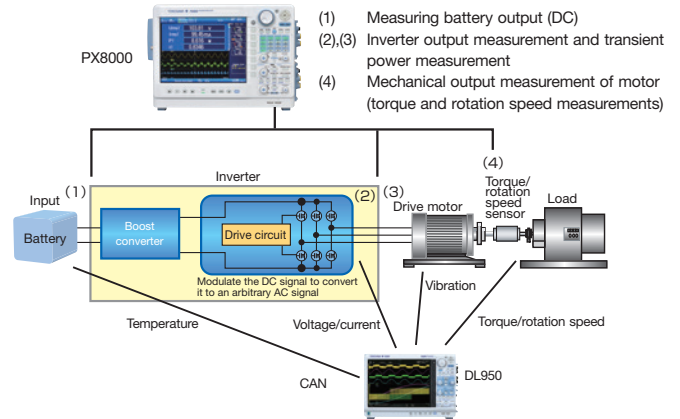 PX8000
(1) Measuring battery output (DC)
(2),(3) Inverter output measurement and transient
power measurement
(4) Mechanical output measurement of motor
(torque and rotation speed measurements)
Inverter
Input
(1)
(2)
(3)
(4)
Torque/
rotation
speed
sensor
Battery
Boost
converter
Drive circuit
Modulate the DC signal to convert
it to an arbitrary AC signal
Drive motor
Load
Temperature
Voltage/current
Vibration
Torque/rotation speed
CAN
DL950